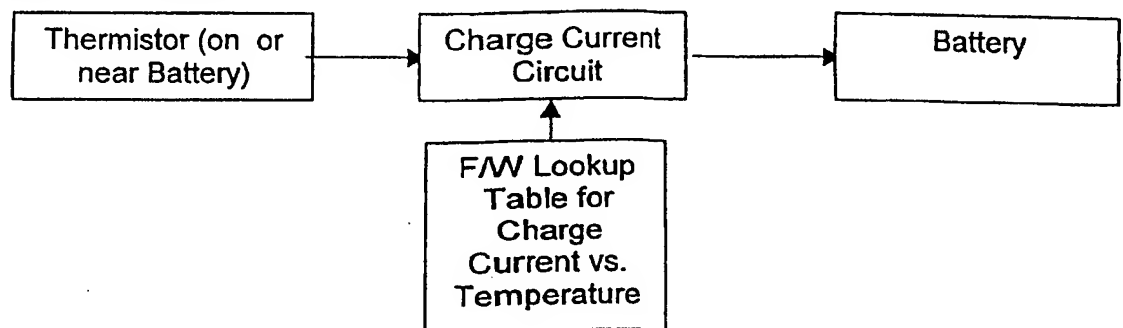 Thermistor (on or
near Battery)
Charge Current
Circuit
Battery
F/W Lookup
Table for
Charge
Current vs.
Temperature